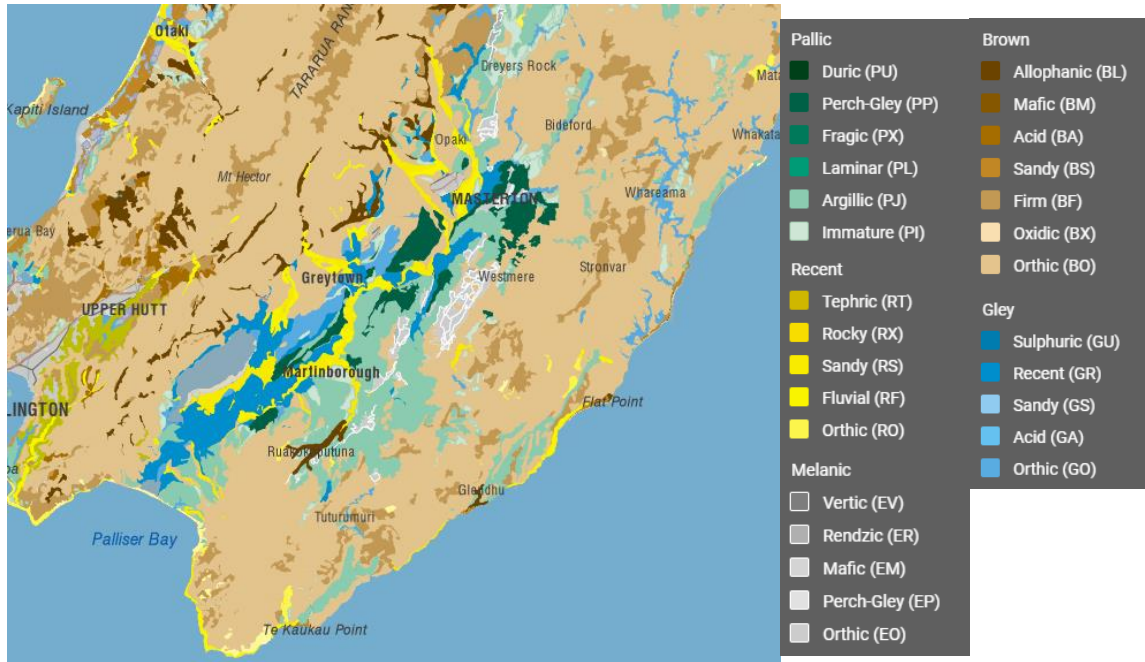 Otaki
TARARUA RAN
Kapiti Island
Dreyers Rock
Mata
Bideford
Opaki
Whakata
Mt Hector
MASTERTON
Whareama
erua Bay
Greytown
Westmere
Stronvar
UPPER HUTT
Martinborough
LINGTON
Flat Point
Glendhu
Tuturumuri
Palliser Bay
Te Kaukau Point
Pallic
Duric (PU)
Perch-Gley (PP)
Fragic (PX)
Laminar (PL)
Argillic (PJ)
Immature (PI)
Recent
Tephric (RT)
Rocky (RX)
Sandy (RS)
Fluvial (RF)
Orthic (RO)
Melanic
Vertic (EV)
Rendzic (ER)
Mafic (EM)
Perch-Gley (EP)
Orthic (EO)
Brown
Allophanic (BL)
Mafic (BM)
Acid (BA)
Sandy (BS)
Firm (BF)
Oxidic (BX)
Orthic (BO)
Gley
Sulphuric (GU)
Recent (GR)
Sandy (GS)
Acid (GA)
Orthic (GO)